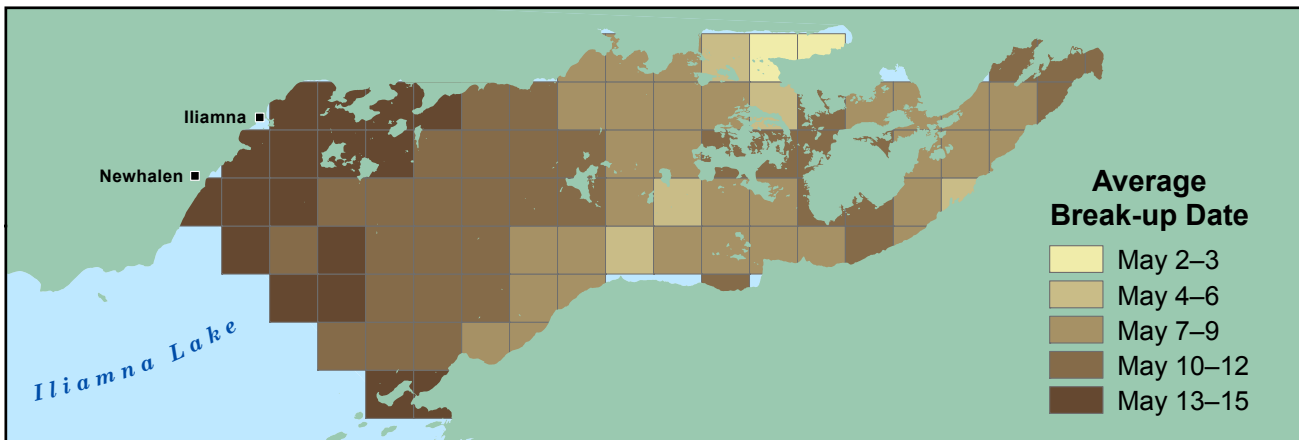 Iliamna
Newhalen
Iliamna Lake
Average
Break-up Date
May 2–3
May 4–6
May 7–9
May 10–12
May 13–15